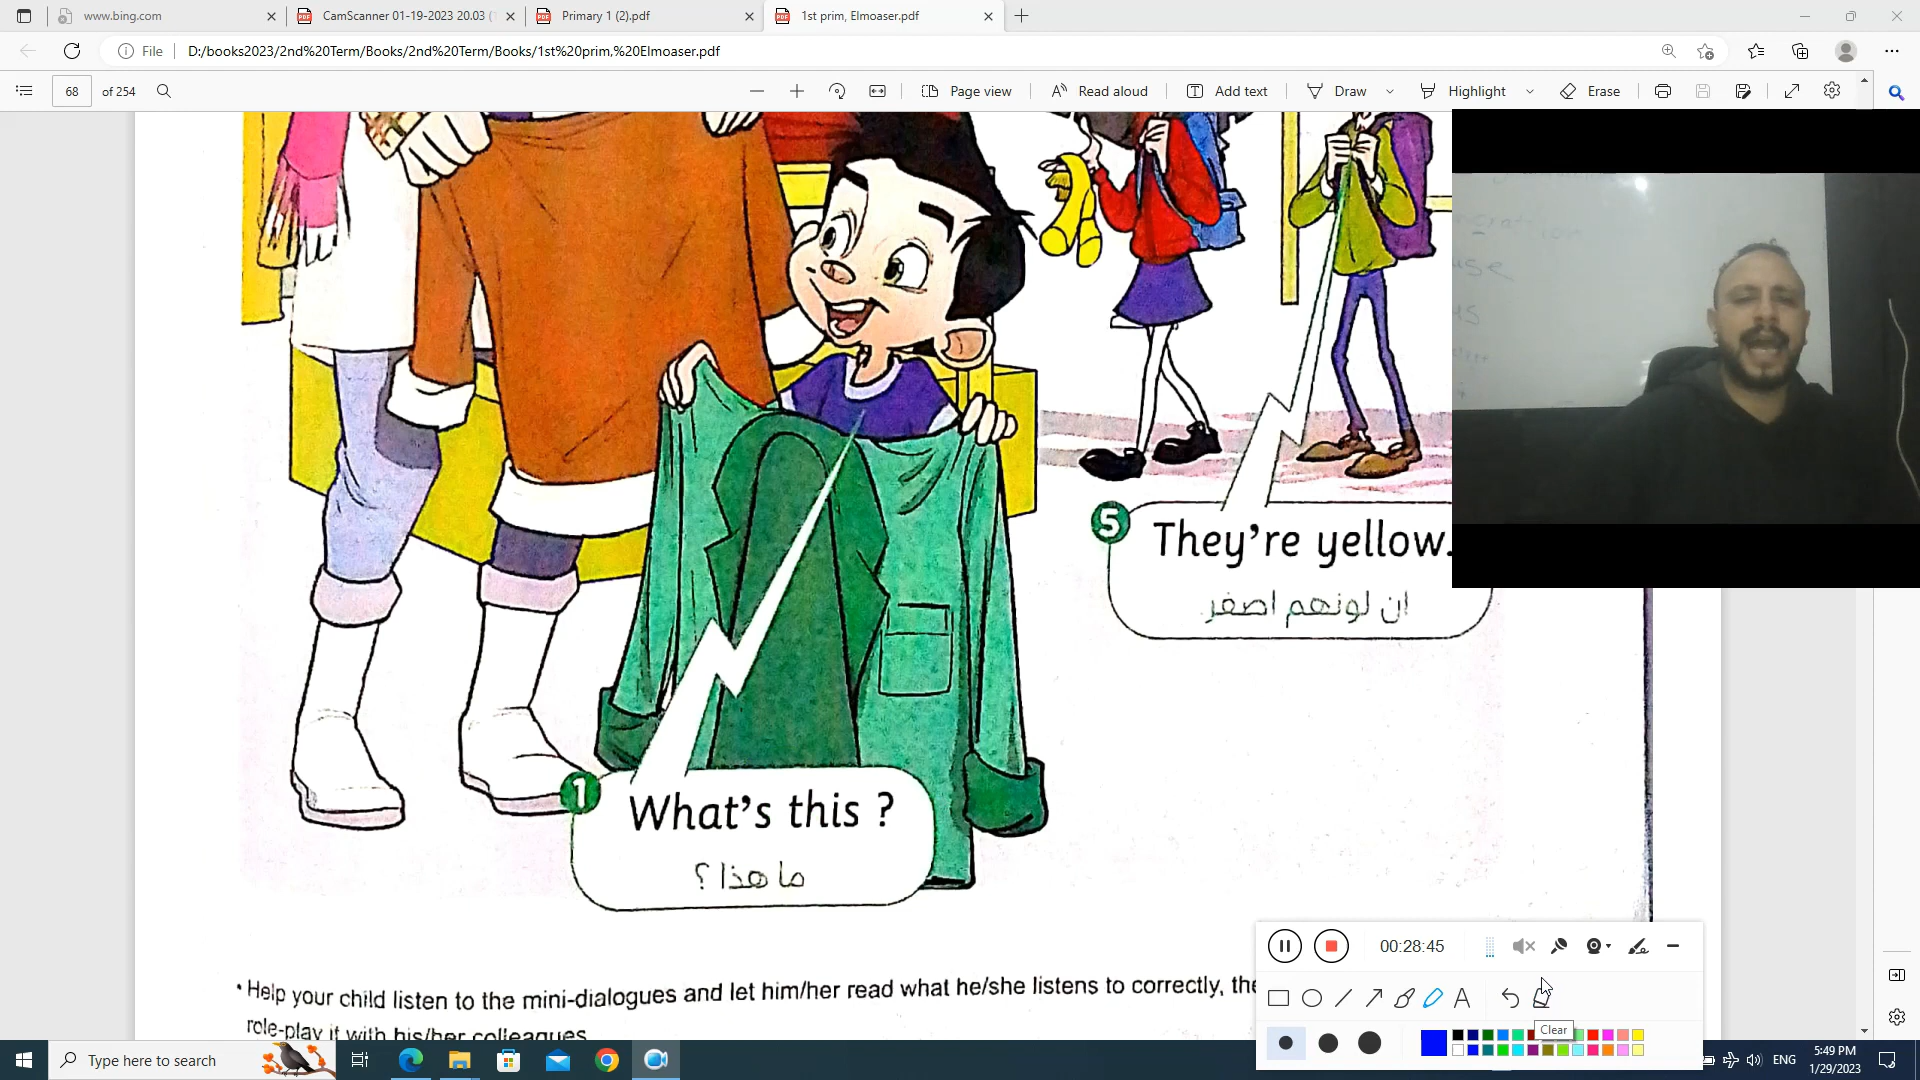 www.bing.com
CamScanner 01-19-2023 20.03 (
Primary 1 (2).pdf
1st prim, Elmoaser.pdf
File
D:/books2023/2nd%20Term/Books/2nd%20Term/Books/1st%20prim,%20Elmoaser.pdf
68 of 254
Page view
Read aloud
Add text
Draw
Highlight
Erase
5 They're yellow.
ان لونهم اصفر
1 What's this ?
ما هذا ؟
• Help your child listen to the mini-dialogues and let him/her read what he/she listens to correctly, the
role-play it with his/her colleagues
00:28:45
Clear
Type here to search
ENG
5:49 PM
1/29/2023